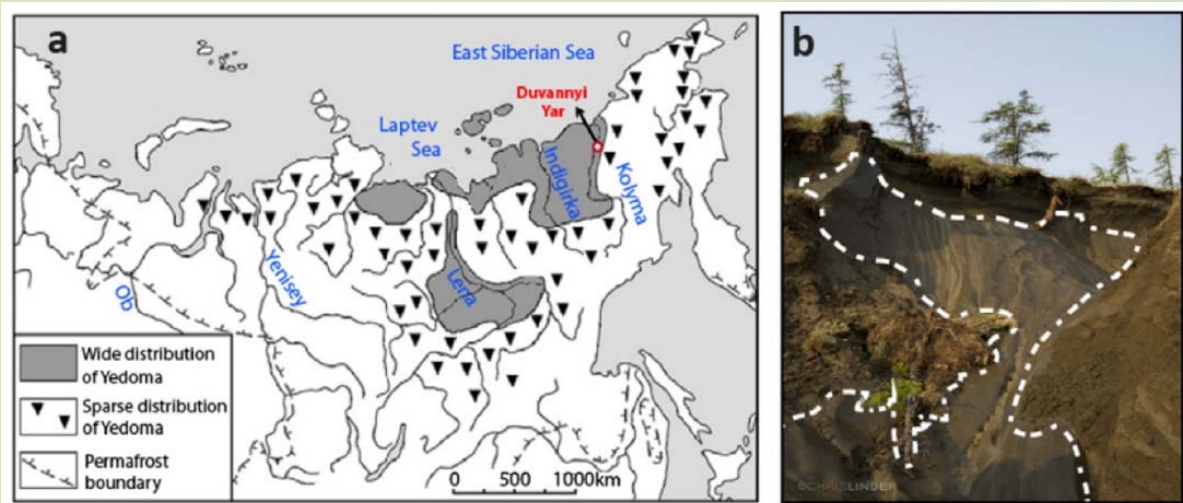 a
East Siberian Sea
Duvannyi
Yar
Laptev
Sea
Indigirka
Kolyma
Yenisey
Lena
Ob
Wide distribution
of Yedoma
Sparse distribution
of Yedoma
Permafrost
boundary
0 500 1000km
b
©CHRISLINDER